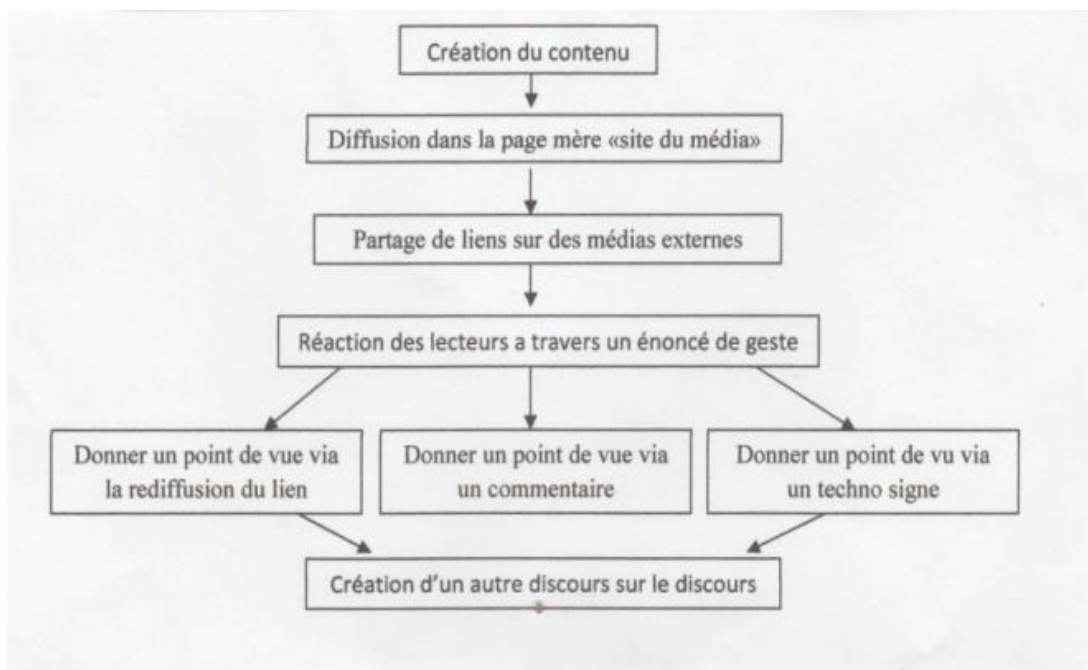 Création du contenu
Diffusion dans la page mère «site du média»
Partage de liens sur des médias externes
Réaction des lecteurs a travers un énoncé de geste
Donner un point de vue via
la rediffusion du lien
Donner un point de vue via
un commentaire
Donner un point de vu via
un techno signe
Création d'un autre discours sur le discours